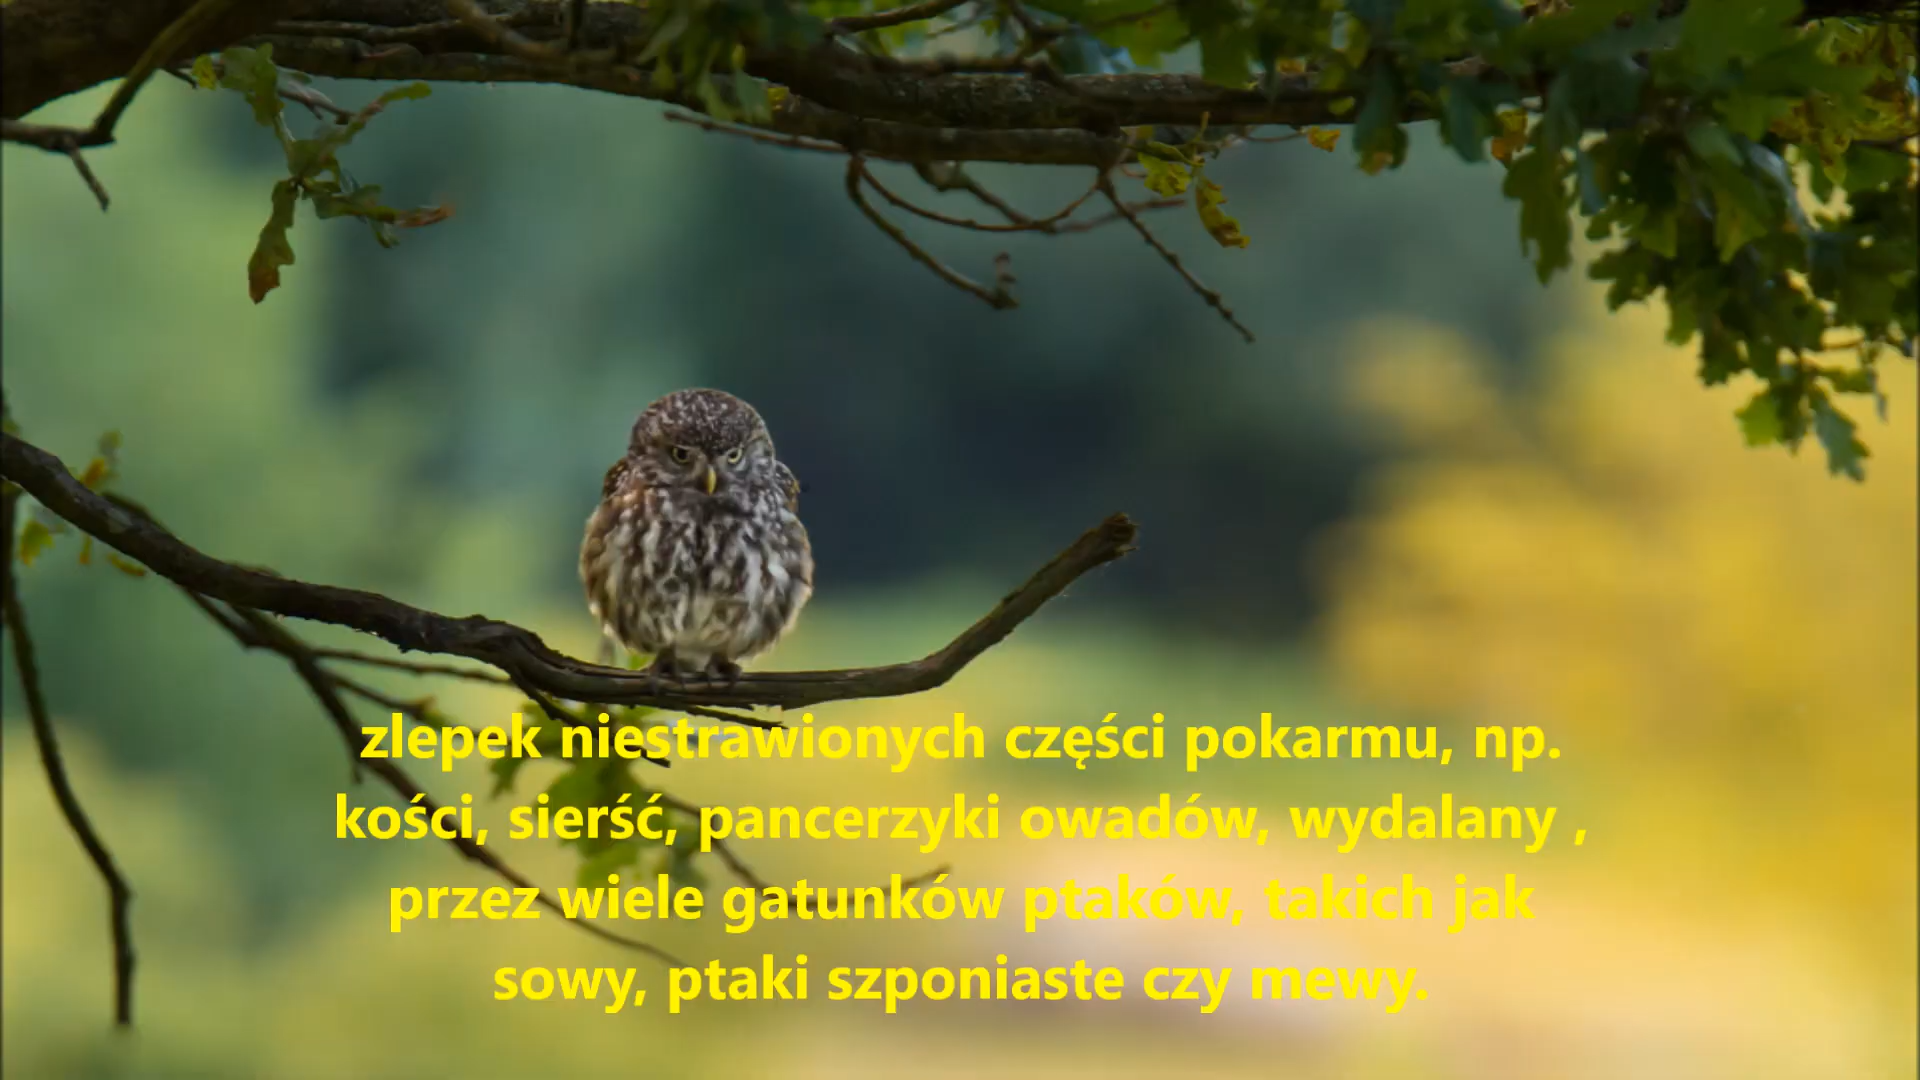 zlepek niestrawionych części pokarmu, np.
kości, sierść, pancerzyki owadów, wydalany ,
przez wiele gatunków ptaków, takich jak
sowy, ptaki szponiaste czy mewy.